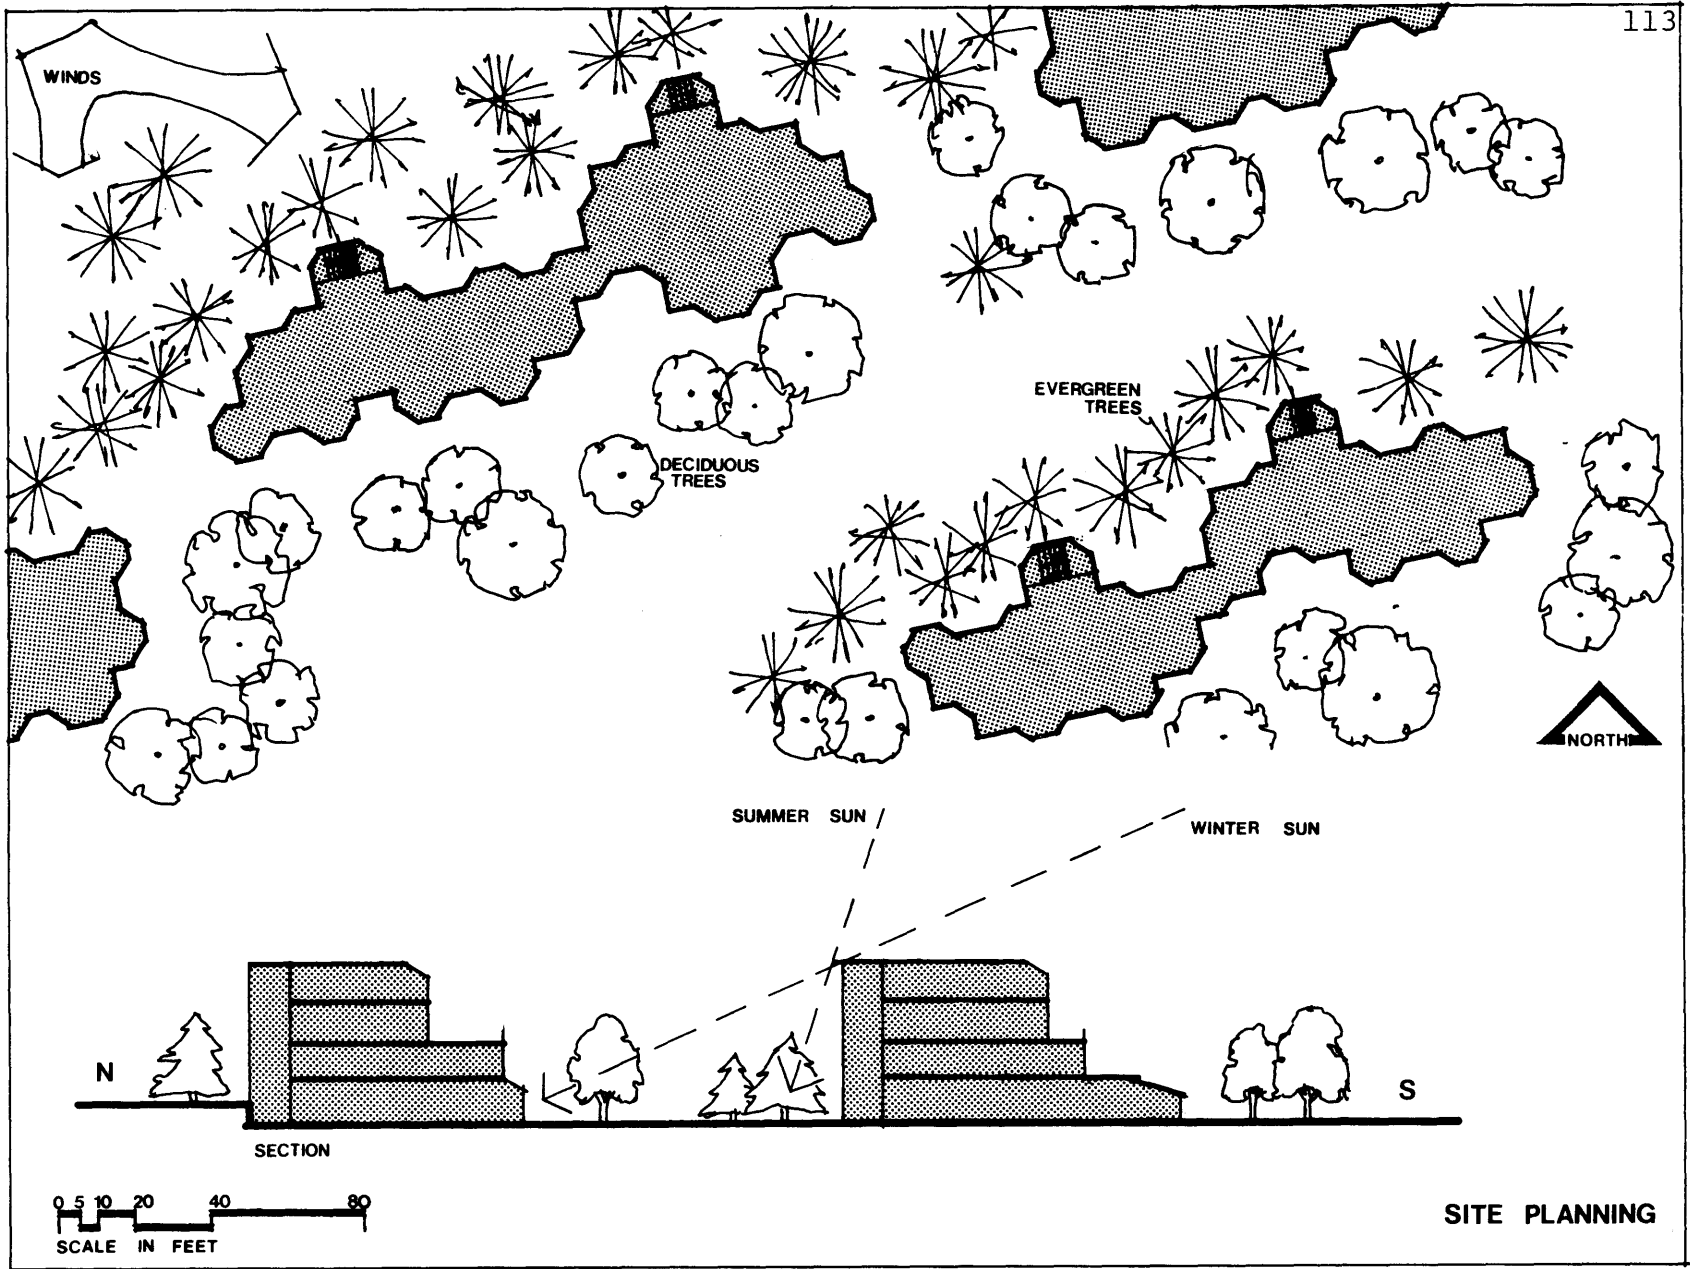 113
WINDS
EVERGREEN
TREES
DECIDUOUS
TREES
NORTH
SUMMER SUN
WINTER SUN
N
S
SECTION
0 5 10 20 40 80
SCALE IN FEET
SITE PLANNING